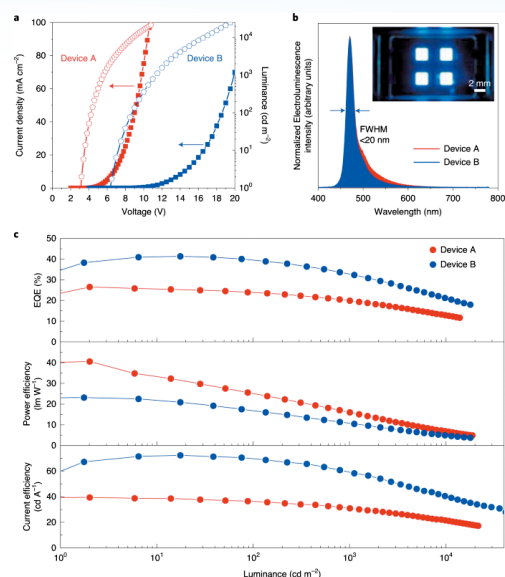 a
b
100
80
60
40
20
0
Current density (mA cm⁻²)
Device A
Device B
10⁴
10³
10²
10¹
10⁰
Luminance (cd m⁻²)
0 2 4 6 8 10 12 14 16 18 20
Voltage (V)
Normalized Electroluminescence
intensity (arbitrary units)
2 mm
FWHM
<20 nm
Device A
Device B
400 500 600 700 800
Wavelength (nm)
c
50
40
30
20
10
0
EQE (%)
Device A
Device B
40
30
20
10
0
Power efficiency
(lm W⁻¹)
60
40
20
0
Current efficiency
(cd A⁻¹)
10⁰ 10¹ 10² 10³ 10⁴
Luminance (cd m⁻²)